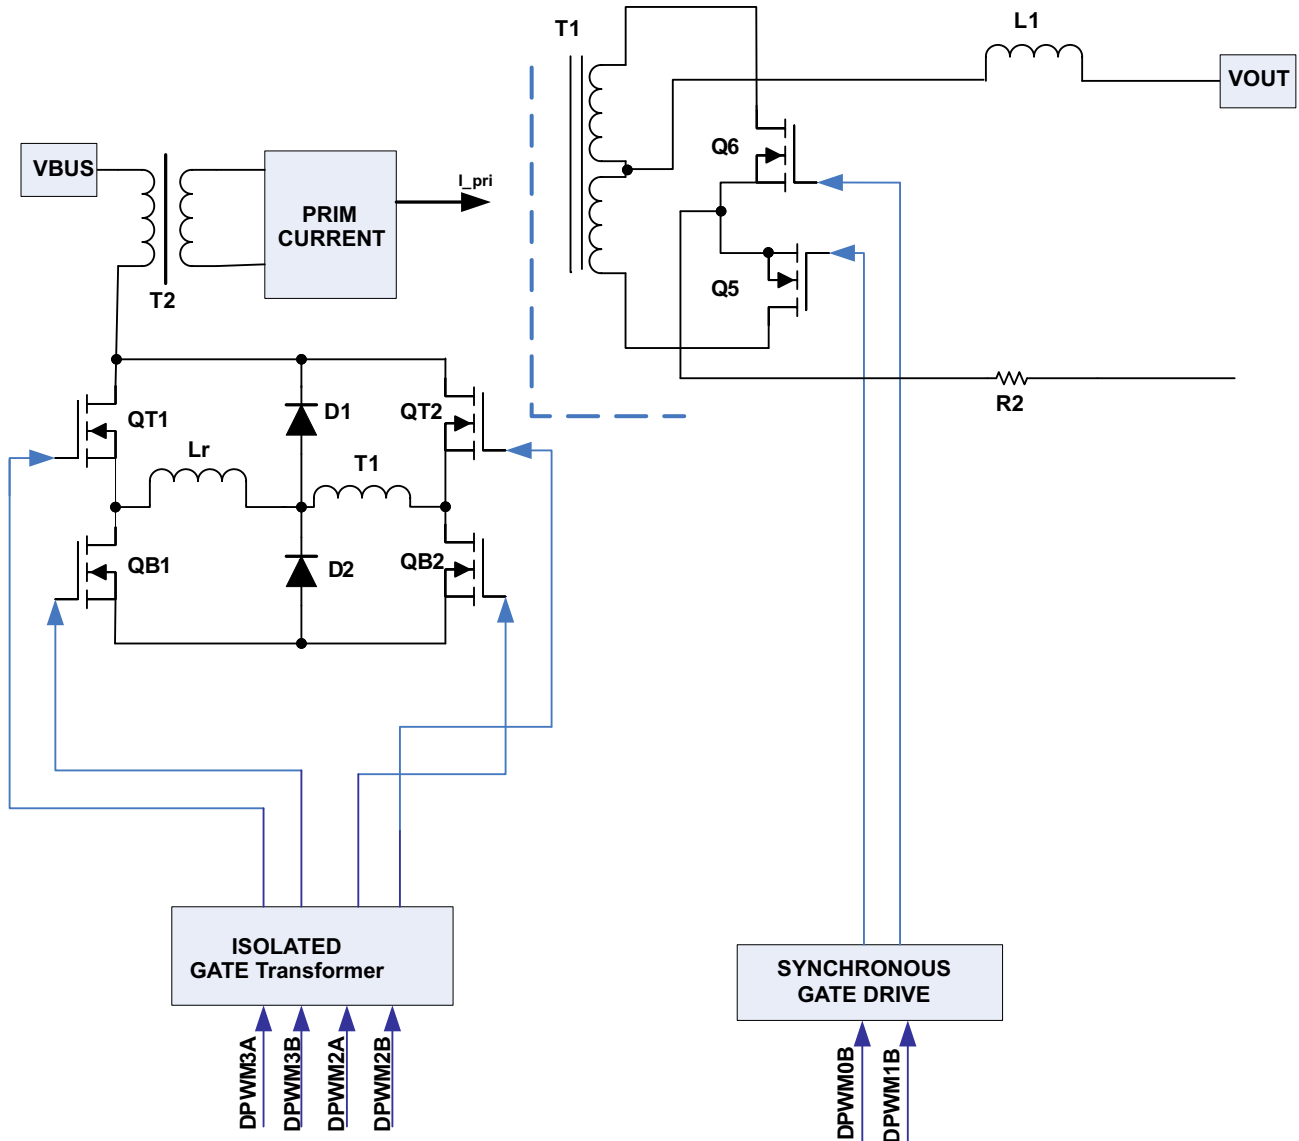 T1
L1
VOUT
VBUS
PRIM
CURRENT
I_pri
T2
Q6
Q5
R2
QT1
D1
QT2
Lr
T1
QB1
D2
QB2
ISOLATED
GATE Transformer
SYNCHRONOUS
GATE DRIVE
DPWM3A
DPWM3B
DPWM2A
DPWM2B
DPWM0B
DPWM1B